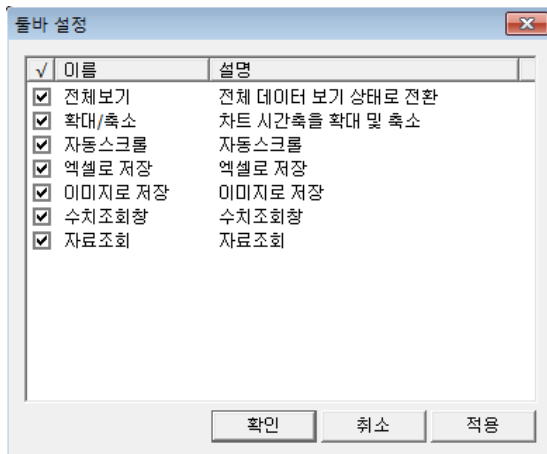 툴바 설정
√ 이름 설명
전체보기 전체 데이터 보기 상태로 전환
확대/축소 차트 시간축을 확대 및 축소
자동스크롤 자동스크롤
엑셀로 저장 엑셀로 저장
이미지로 저장 이미지로 저장
수치조회창 수치조회창
자료조회 자료조회
확인 취소 적용